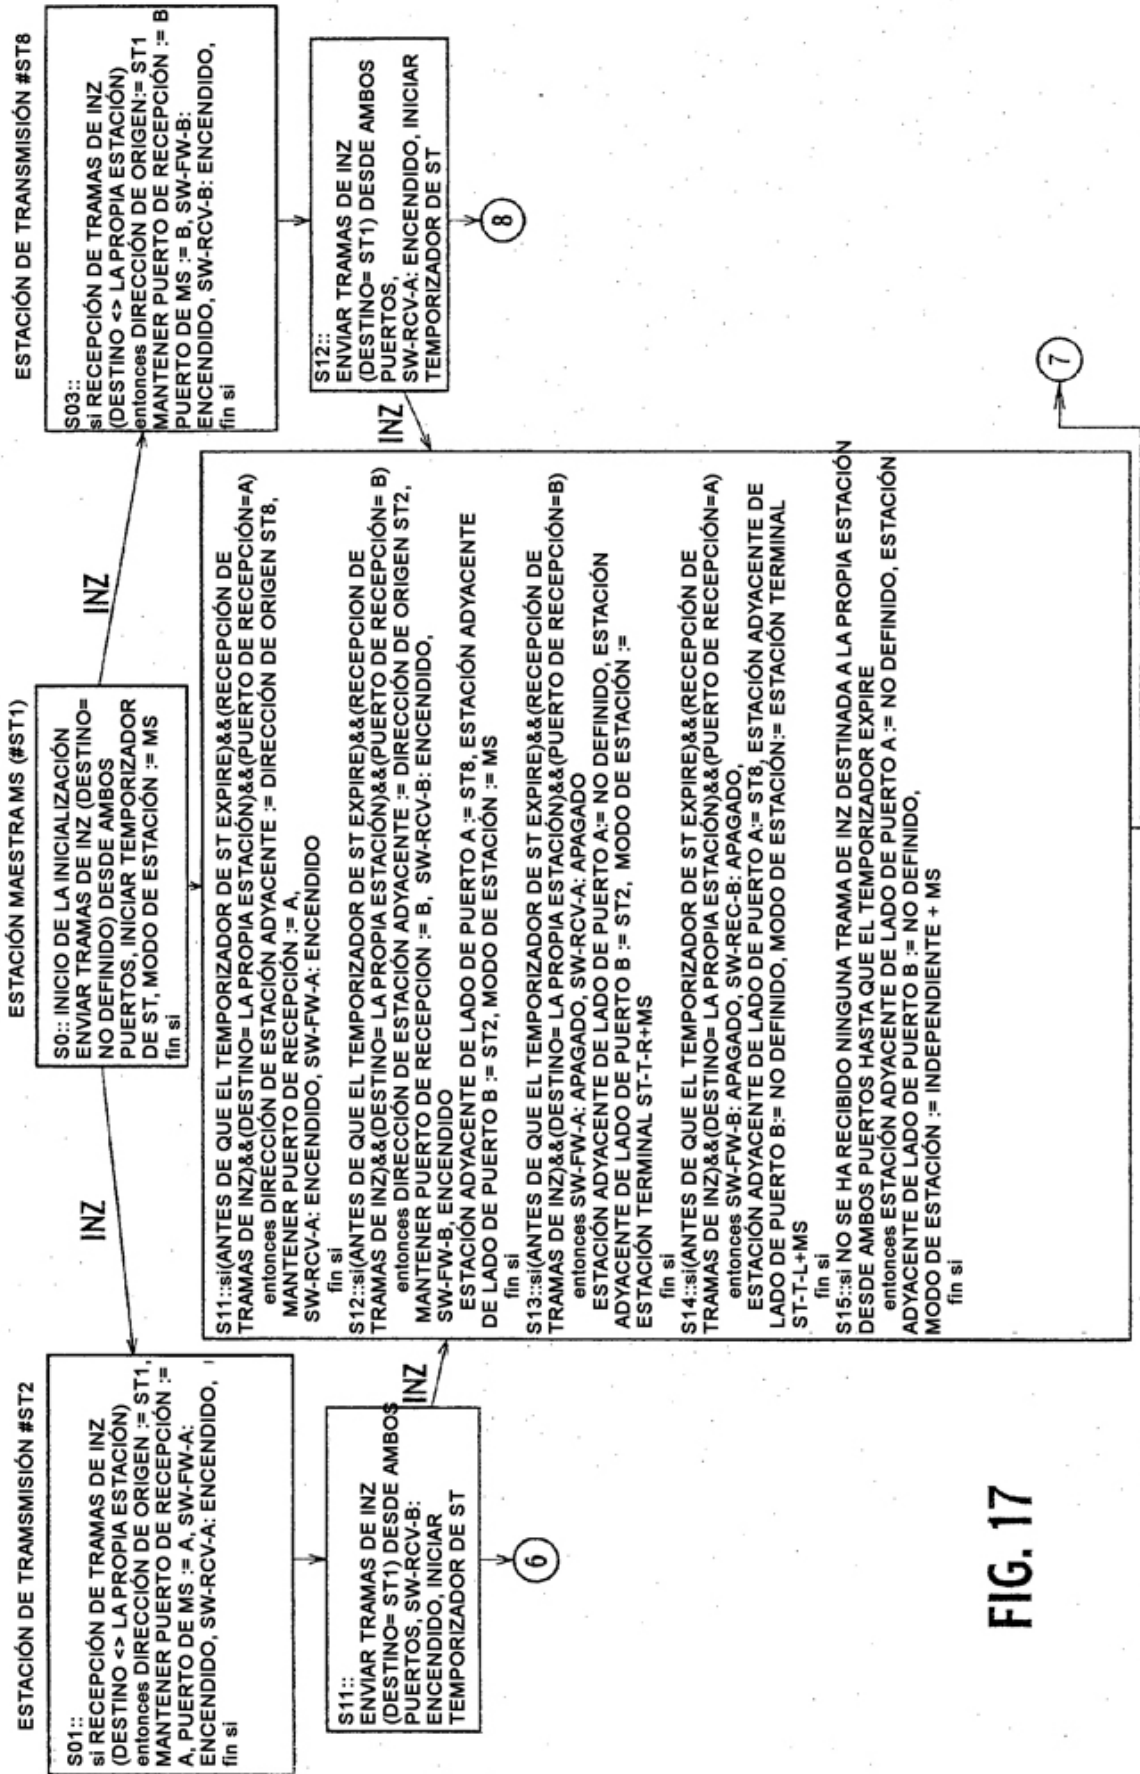 ESTACIÓN DE TRAMSMISIÓN #ST2
S01::
si RECEPCIÓN DE TRAMAS DE INZ
(DESTINO <> LA PROPIA ESTACIÓN)
entonces DIRECCIÓN DE ORIGEN := ST1,
MANTENER PUERTO DE RECEPCIÓN :=
A, PUERTO DE MS := A, SW-FW-A:
ENCENDIDO, SW-RCV-A: ENCENDIDO,
fin si
S11::
ENVIAR TRAMAS DE INZ
(DESTINO= ST1) DESDE AMBOS
PUERTOS, SW-RCV-B:
ENCENDIDO, INICIAR
TEMPORIZADOR DE ST
6
INZ
INZ
ESTACIÓN MAESTRA MS (#ST1)
S0:: INICIO DE LA INICIALIZACIÓN
ENVIAR TRAMAS DE INZ (DESTINO=
NO DEFINIDO) DESDE AMBOS
PUERTOS, INICIAR TEMPORIZADOR
DE ST, MODO DE ESTACIÓN := MS
fin si
S11::si(ANTES DE QUE EL TEMPORIZADOR DE ST EXPIRE)&&(RECEPCIÓN DE
TRAMAS DE INZ)&&(DESTINO= LA PROPIA ESTACIÓN)&&(PUERTO DE RECEPCIÓN=A)
entonces DIRECCIÓN DE ESTACIÓN ADYACENTE := DIRECCIÓN DE ORIGEN ST8,
MANTENER PUERTO DE RECEPCIÓN := A,
SW-RCV-A: ENCENDIDO, SW-FW-A: ENCENDIDO
fin si
S12::si(ANTES DE QUE EL TEMPORIZADOR DE ST EXPIRE)&&(RECEPCION DE
TRAMAS DE INZ)&&(DESTINO= LA PROPIA ESTACIÓN)&&(PUERTO DE RECEPCIÓN= B)
entonces DIRECCIÓN DE ESTACIÓN ADYACENTE := DIRECCIÓN DE ORIGEN ST2,
MANTENER PUERTO DE RECEPCION := B, SW-RCV-B: ENCENDIDO,
SW-FW-B, ENCENDIDO
ESTACIÓN ADYACENTE DE LADO DE PUERTO A := ST8, ESTACIÓN ADYACENTE
DE LADO DE PUERTO B := ST2, MODO DE ESTACIÓN := MS
fin si
S13::si(ANTES DE QUE EL TEMPORIZADOR DE ST EXPIRE)&&(RECEPCIÓN DE
TRAMAS DE INZ)&&(DESTINO= LA PROPIA ESTACIÓN)&&(PUERTO DE RECEPCIÓN=B)
entonces SW-FW-A: APAGADO, SW-RCV-A: APAGADO
ESTACIÓN ADYACENTE DE LADO DE PUERTO A:= NO DEFINIDO, ESTACIÓN
ADYACENTE DE LADO DE PUERTO B := ST2, MODO DE ESTACIÓN :=
ESTACIÓN TERMINAL ST-T-R+MS
fin si
S14::si(ANTES DE QUE EL TEMPORIZADOR DE ST EXPIRE)&&(RECEPCIÓN DE
TRAMAS DE INZ)&&(DESTINO= LA PROPIA ESTACIÓN)&&(PUERTO DE RECEPCIÓN=A)
entonces SW-FW-B: APAGADO, SW-REC-B: APAGADO,
ESTACIÓN ADYACENTE DE LADO DE PUERTO A:= ST8, ESTACIÓN ADYACENTE DE
LADO DE PUERTO B:= NO DEFINIDO, MODO DE ESTACIÓN:= ESTACIÓN TERMINAL
ST-T-L+MS
fin si
S15::si NO SE HA RECIBIDO NINGUNA TRAMA DE INZ DESTINADA A LA PROPIA ESTACIÓN
DESDE AMBOS PUERTOS HASTA QUE EL TEMPORIZADOR EXPIRE
entonces ESTACIÓN ADYACENTE DE LADO DE PUERTO A := NO DEFINIDO, ESTACIÓN
ADYACENTE DE LADO DE PUERTO B := NO DEFINIDO,
MODO DE ESTACIÓN := INDEPENDIENTE + MS
fin si
7
INZ
INZ
ESTACIÓN DE TRANSMISIÓN #ST8
S03::
si RECEPCIÓN DE TRAMAS DE INZ
(DESTINO <> LA PROPIA ESTACIÓN)
entonces DIRECCIÓN DE ORIGEN:= ST1
MANTENER PUERTO DE RECEPCIÓN := B
PUERTO DE MS := B, SW-FW-B:
ENCENDIDO, SW-RCV-B: ENCENDIDO,
fin si
S12::
ENVIAR TRAMAS DE INZ
(DESTINO= ST1) DESDE AMBOS
PUERTOS,
SW-RCV-A: ENCENDIDO, INICIAR
TEMPORIZADOR DE ST
8
FIG. 17